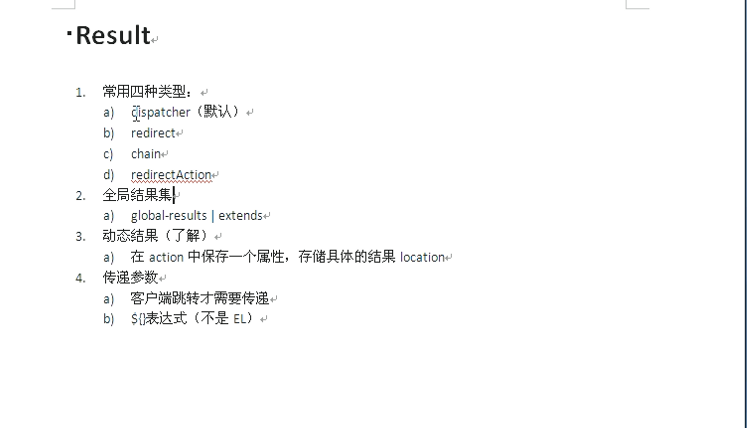 Result
1. 常用四种类型：
a) dispatcher（默认）
b) redirect
c) chain
d) redirectAction
2. 全局结果集
a) global-results | extends
3. 动态结果（了解）
a) 在 action 中保存一个属性，存储具体的结果 location
4. 传递参数
a) 客户端跳转才需要传递
b) ${}表达式（不是 EL）